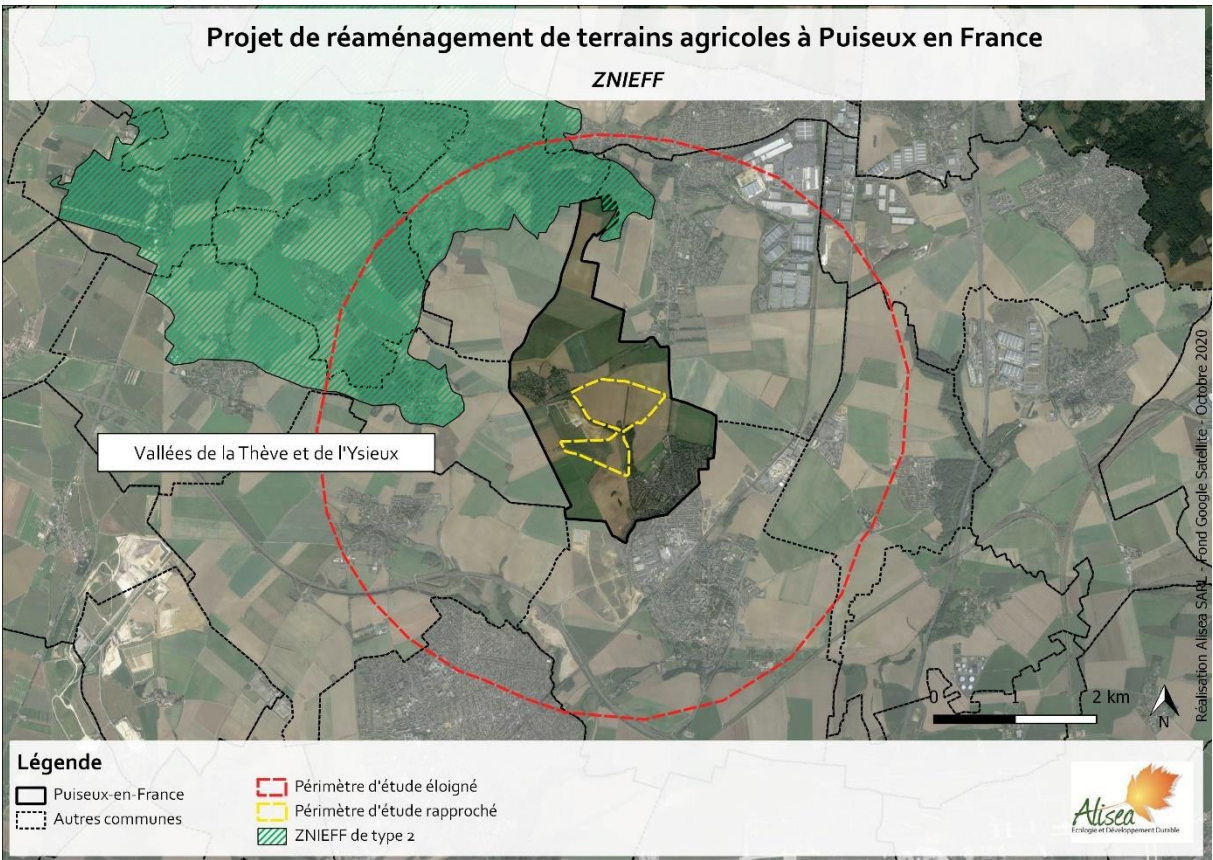 Projet de réaménagement de terrains agricoles à Puiseux en France
ZNIEFF
Vallées de la Thève et de l'Ysieux
0 1 2 km
N
Réalisation Alisea SARL - Fond Google Satellite - Octobre 2020
Légende
Puiseux-en-France
Autres communes
Périmètre d'étude éloigné
Périmètre d'étude rapproché
ZNIEFF de type 2
Alisea
Ecologie et Développement Durable